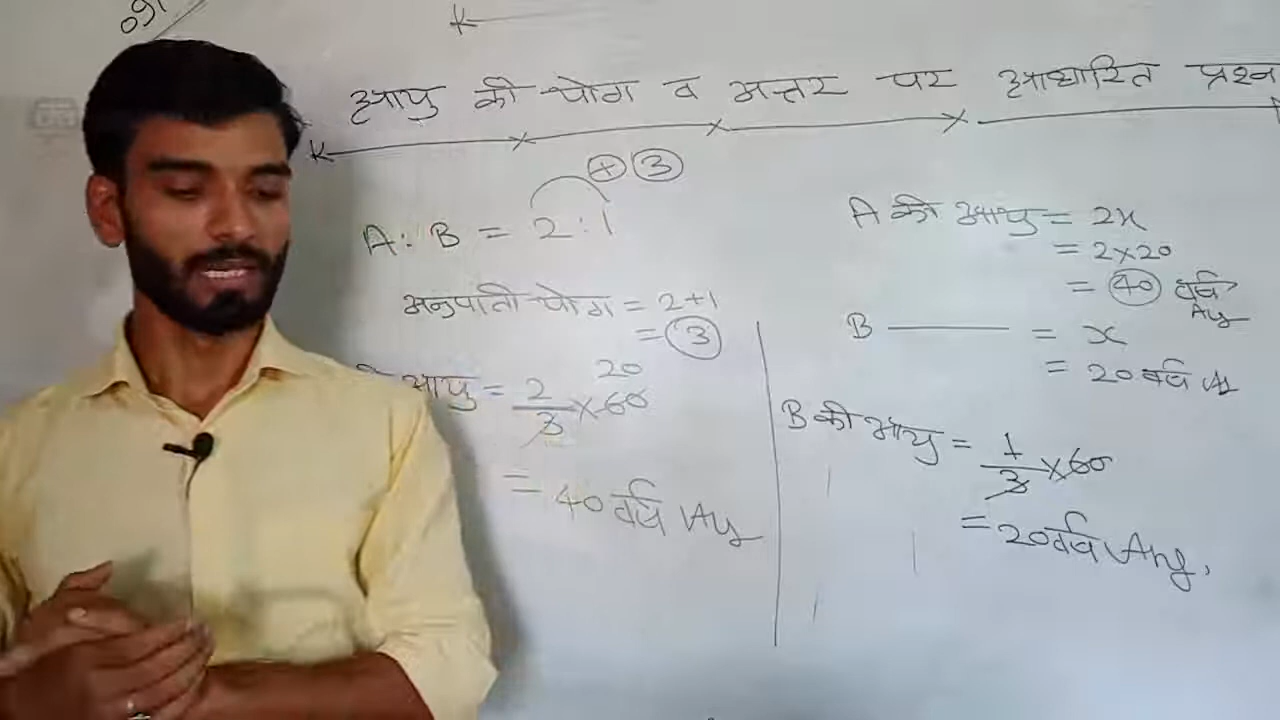 आयु की योग व अन्तर पर आधारित प्रश्न
+ 3
A : B = 2 : 1
अनुपाती योग = 2+1
= 3
आयु = 2/3 × 60 20
= 40 वर्ष Ans
A की आयु = 2x
= 2×20
= 40 वर्ष
Ans
B ——— = x
= 20 वर्ष Ans
B की आयु = 1/3 × 60
= 20 वर्ष Ans.